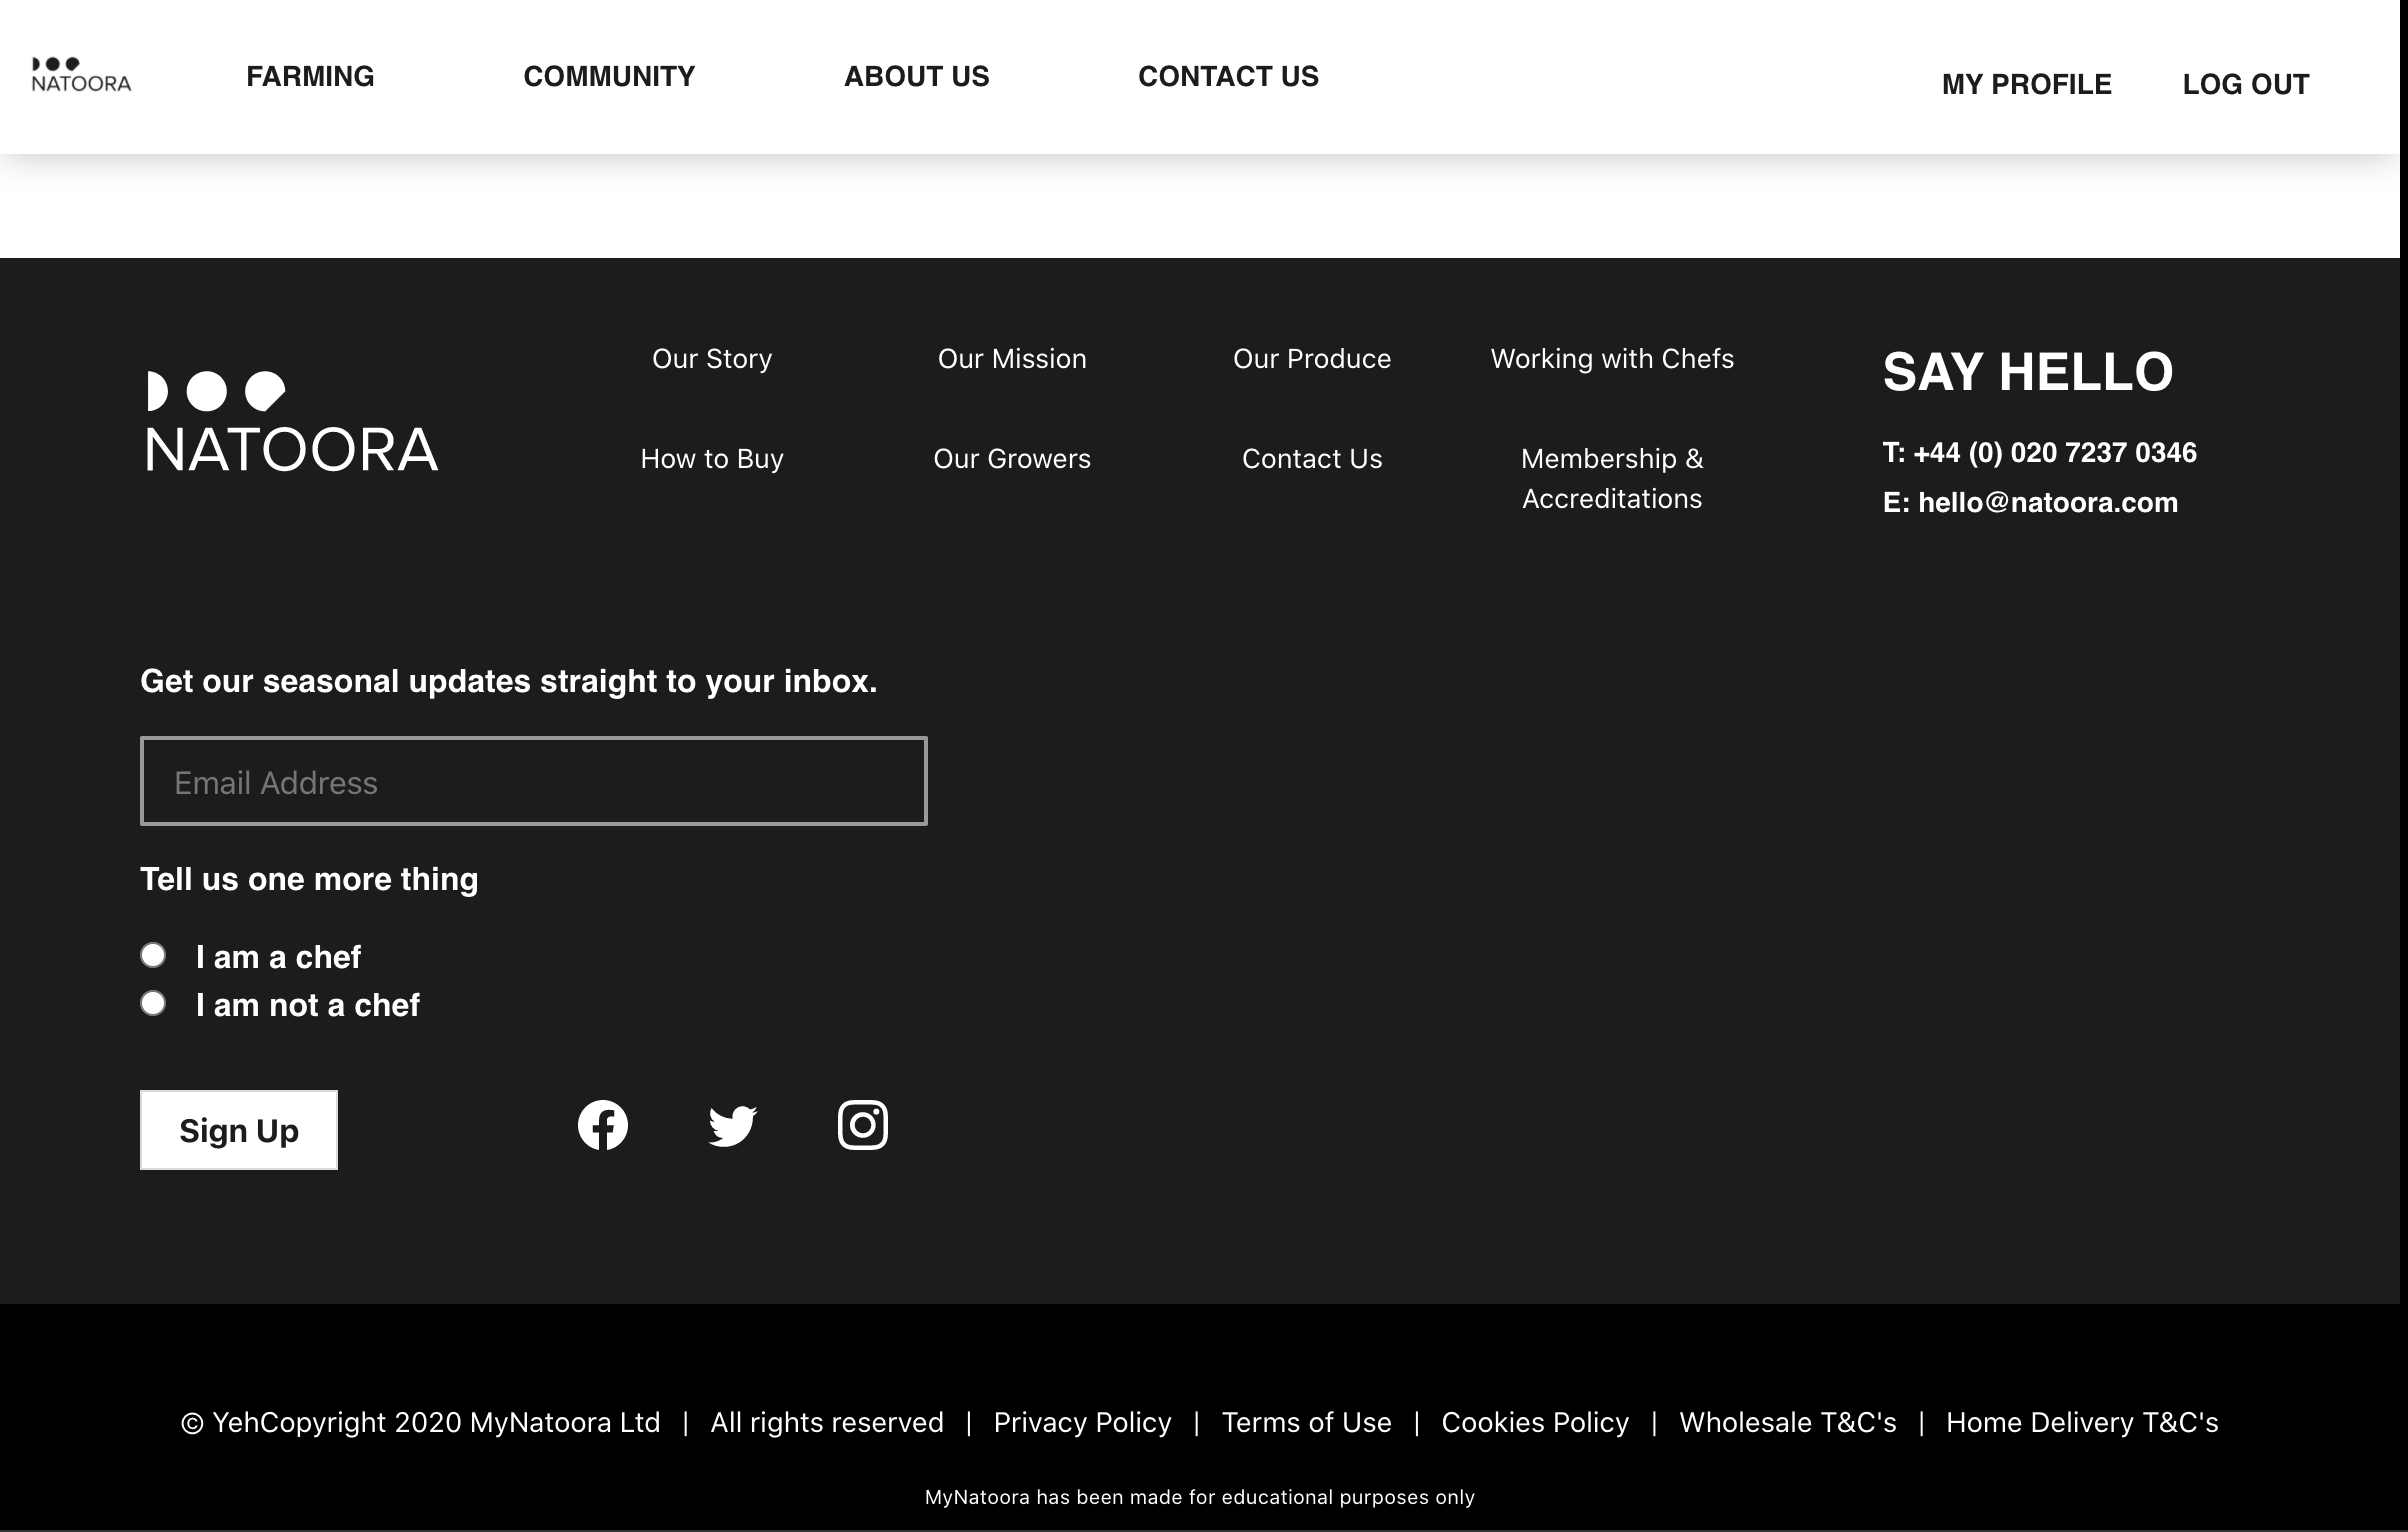 NATOORA
FARMING
COMMUNITY
ABOUT US
CONTACT US
MY PROFILE
LOG OUT
NATOORA
Our Story
Our Mission
Our Produce
Working with Chefs
How to Buy
Our Growers
Contact Us
Membership &
Accreditations
SAY HELLO
T: +44 (0) 020 7237 0346
E: hello@natoora.com
Get our seasonal updates straight to your inbox.
Email Address
Tell us one more thing
I am a chef
I am not a chef
Sign Up
© YehCopyright 2020 MyNatoora Ltd | All rights reserved | Privacy Policy | Terms of Use | Cookies Policy | Wholesale T&C's | Home Delivery T&C's
MyNatoora has been made for educational purposes only